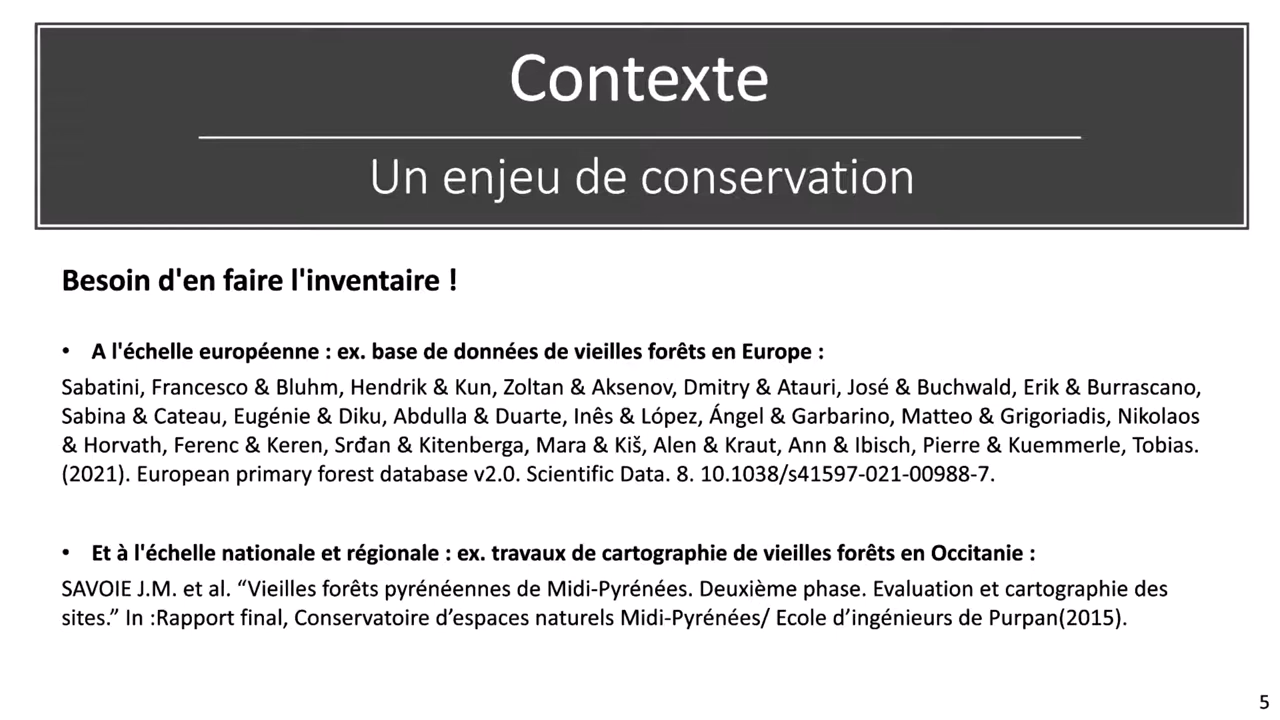 Contexte
Un enjeu de conservation
Besoin d'en faire l'inventaire !
• A l'échelle européenne : ex. base de données de vieilles forêts en Europe :
Sabatini, Francesco & Bluhm, Hendrik & Kun, Zoltan & Aksenov, Dmitry & Atauri, José & Buchwald, Erik & Burrascano,
Sabina & Cateau, Eugénie & Diku, Abdulla & Duarte, Inês & López, Ángel & Garbarino, Matteo & Grigoriadis, Nikolaos
& Horvath, Ferenc & Keren, Srđan & Kitenberga, Mara & Kiš, Alen & Kraut, Ann & Ibisch, Pierre & Kuemmerle, Tobias.
(2021). European primary forest database v2.0. Scientific Data. 8. 10.1038/s41597-021-00988-7.
• Et à l'échelle nationale et régionale : ex. travaux de cartographie de vieilles forêts en Occitanie :
SAVOIE J.M. et al. “Vieilles forêts pyrénéennes de Midi-Pyrénées. Deuxième phase. Evaluation et cartographie des
sites.” In :Rapport final, Conservatoire d’espaces naturels Midi-Pyrénées/ Ecole d’ingénieurs de Purpan(2015).
5